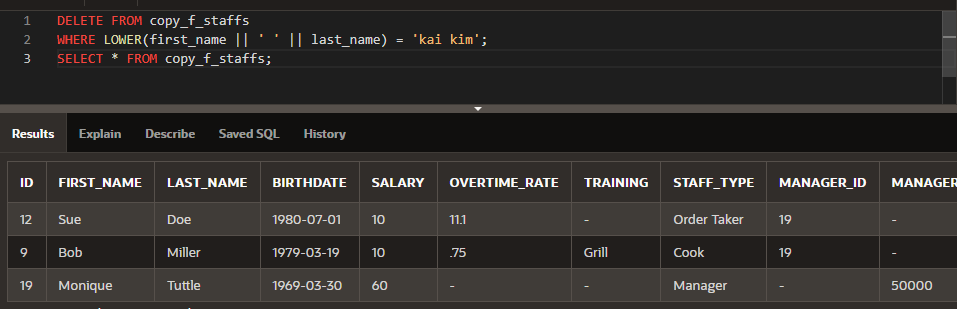 1 DELETE FROM copy_f_staffs
2 WHERE LOWER(first_name || ' ' || last_name) = 'kai kim';
3 SELECT * FROM copy_f_staffs;
Results Explain Describe Saved SQL History
ID FIRST_NAME LAST_NAME BIRTHDATE SALARY OVERTIME_RATE TRAINING STAFF_TYPE MANAGER_ID MANAGER
12 Sue Doe 1980-07-01 10 11.1 - Order Taker 19 -
9 Bob Miller 1979-03-19 10 .75 Grill Cook 19 -
19 Monique Tuttle 1969-03-30 60 - - Manager - 50000